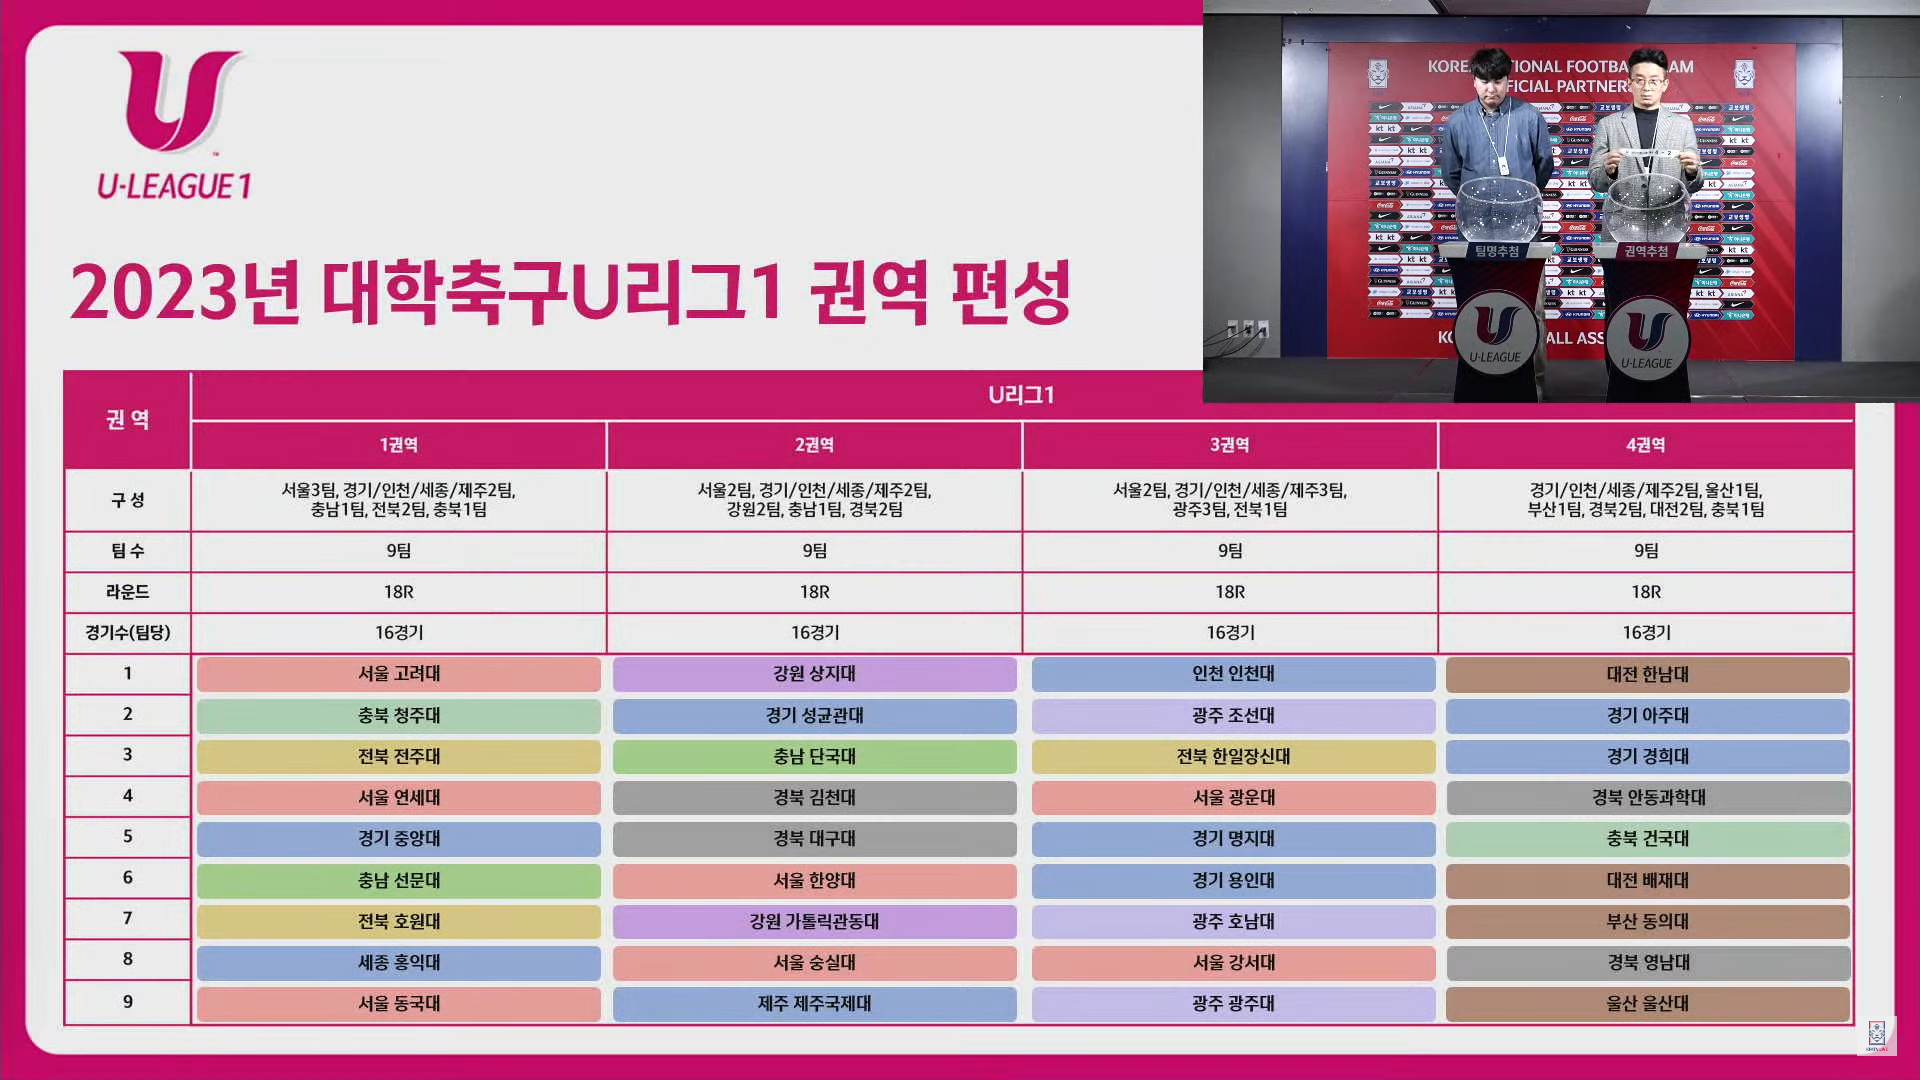 U-LEAGUE 1
2023년 대학축구U리그1 권역 편성
KOREA NATIONAL FOOTBALL TEAM
OFFICIAL PARTNER
팀명추첨
권역추첨
U-LEAGUE
U-LEAGUE
권 역
U리그1
1권역
2권역
3권역
4권역
구 성
서울3팀, 경기/인천/세종/제주2팀,
충남1팀, 전북2팀, 충북1팀
서울2팀, 경기/인천/세종/제주2팀,
강원2팀, 충남1팀, 경북2팀
서울2팀, 경기/인천/세종/제주3팀,
광주3팀, 전북1팀
경기/인천/세종/제주2팀, 울산1팀,
부산1팀, 경북2팀, 대전2팀, 충북1팀
팀 수
9팀
9팀
9팀
9팀
라운드
18R
18R
18R
18R
경기수(팀당)
16경기
16경기
16경기
16경기
1
서울 고려대
강원 상지대
인천 인천대
대전 한남대
2
충북 청주대
경기 성균관대
광주 조선대
경기 아주대
3
전북 전주대
충남 단국대
전북 한일장신대
경기 경희대
4
서울 연세대
경북 김천대
서울 광운대
경북 안동과학대
5
경기 중앙대
경북 대구대
경기 명지대
충북 건국대
6
충남 선문대
서울 한양대
경기 용인대
대전 배재대
7
전북 호원대
강원 가톨릭관동대
광주 호남대
부산 동의대
8
세종 홍익대
서울 숭실대
서울 강서대
경북 영남대
9
서울 동국대
제주 제주국제대
광주 광주대
울산 울산대